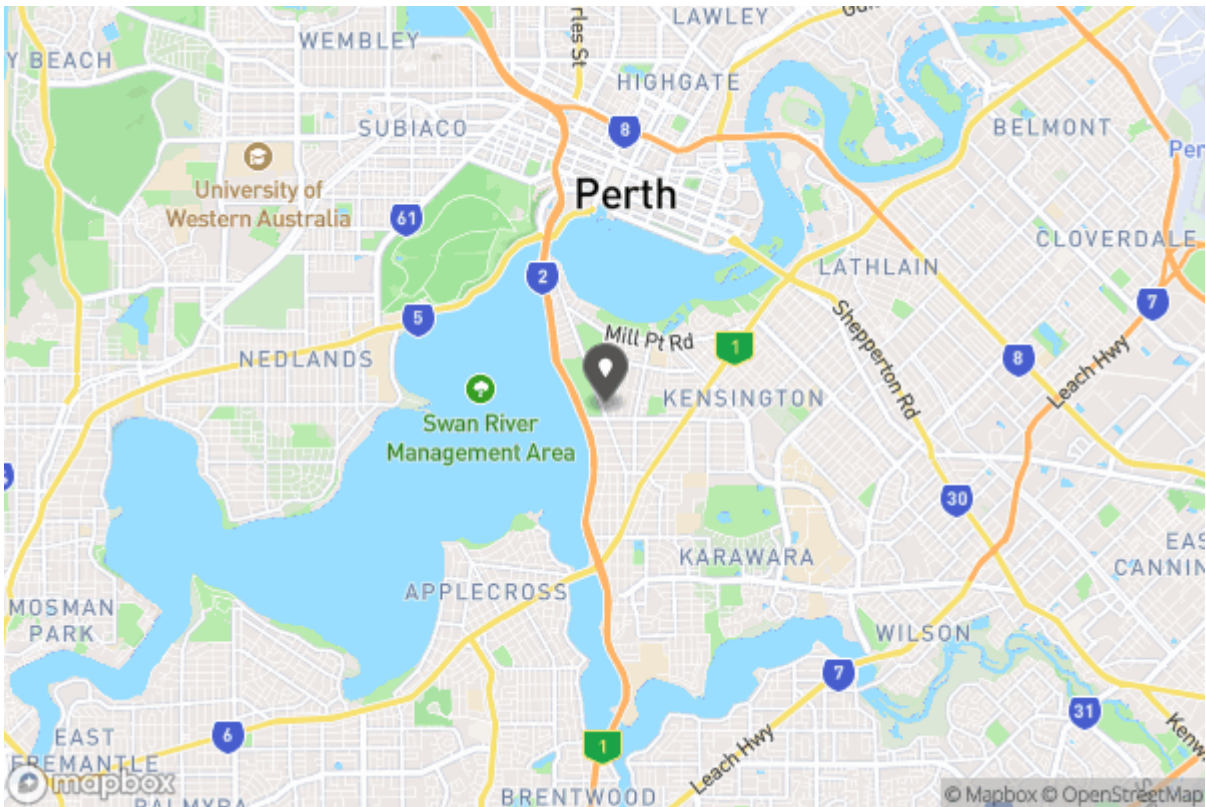 LAWLEY
WEMBLEY
rles St
Y BEACH
HIGHGATE
SUBIACO
8
BELMONT
Per
University of
Western Australia
Perth
61
CLOVERDALE
LATHLAIN
2
7
5
Mill Pt Rd
Shepperton Rd
1
NEDLANDS
8
Leach Hwy
KENSINGTON
Swan River
Management Area
30
KARAWARA
EAS
CANNIN
APPLECROSS
MOSMAN
PARK
WILSON
7
31
6
EAST
FREMANTLE
1
Leach Hwy
Kenw
mapbox
PALMYRA
BRENTWOOD
© Mapbox © OpenStreetMap